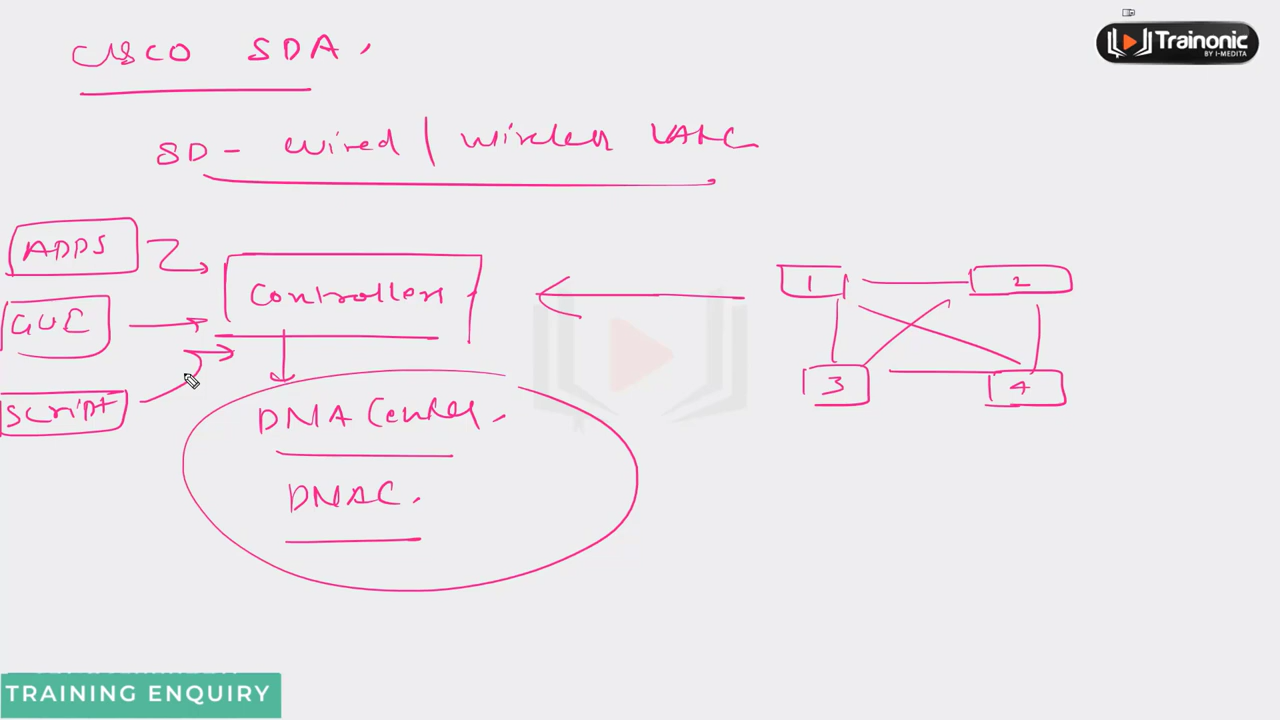 CISCO SDA.
Trainonic
BY I-MEDITA
SD - Wired / Wireless LAN
APPS
Controller
1
2
GUI
3
4
Script
DNA Center.
DNAC.
TRAINING ENQUIRY